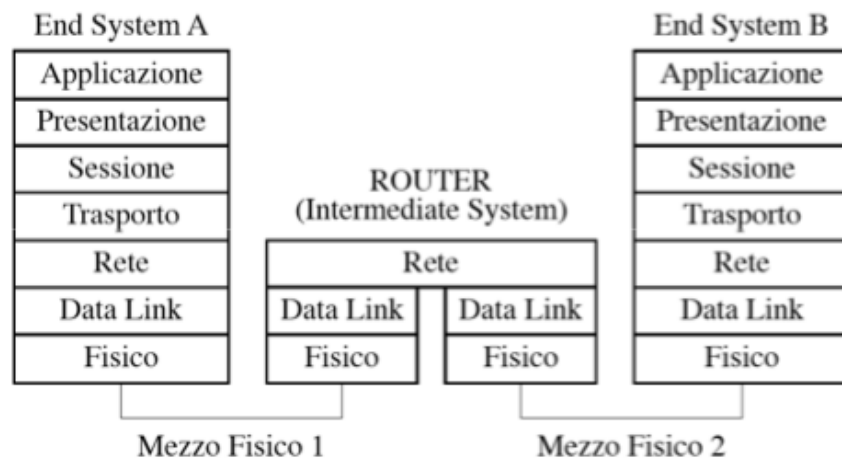 End System A
Applicazione
Presentazione
Sessione
Trasporto
Rete
Data Link
Fisico
ROUTER
(Intermediate System)
Rete
Data Link
Data Link
Fisico
Fisico
End System B
Applicazione
Presentazione
Sessione
Trasporto
Rete
Data Link
Fisico
Mezzo Fisico 1
Mezzo Fisico 2